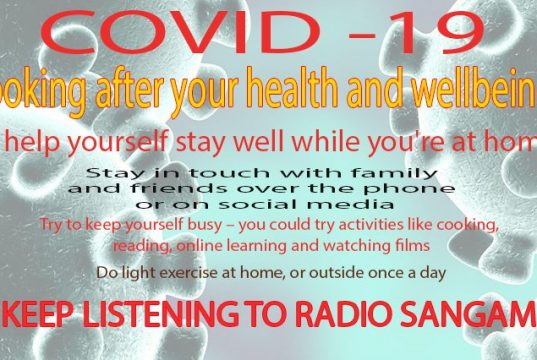 COVID -19
ooking after your health and wellbein
help yourself stay well while you're at hom
Stay in touch with family
and friends over the phone
or on social media
Try to keep yourself busy – you could try activities like cooking,
reading, online learning and watching films
Do light exercise at home, or outside once a day
KEEP LISTENING TO RADIO SANGAM